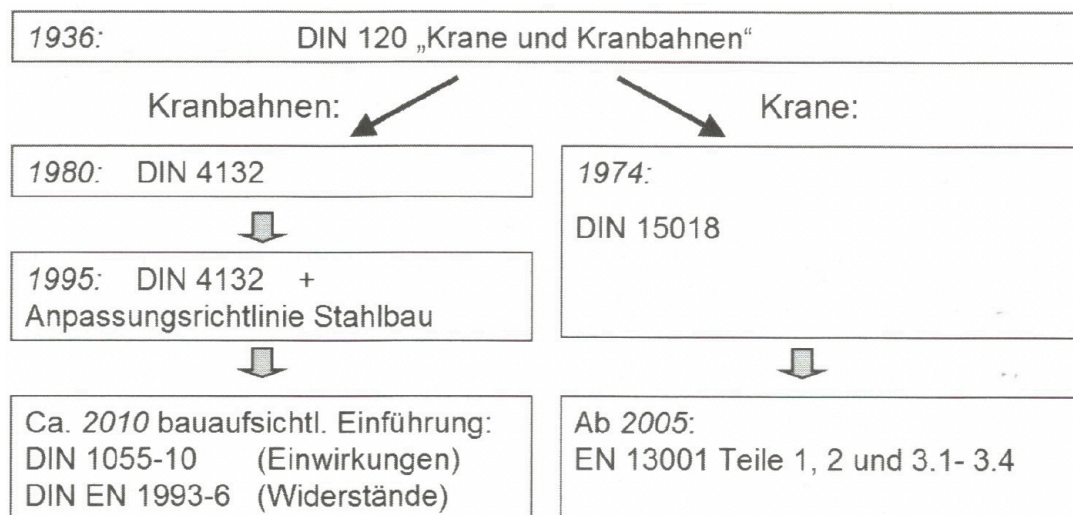 1936: DIN 120 „Krane und Kranbahnen“
Kranbahnen:
1980: DIN 4132
1995: DIN 4132 +
Anpassungsrichtlinie Stahlbau
Ca. 2010 bauaufsichtl. Einführung:
DIN 1055-10 (Einwirkungen)
DIN EN 1993-6 (Widerstände)
Krane:
1974:
DIN 15018
Ab 2005:
EN 13001 Teile 1, 2 und 3.1- 3.4